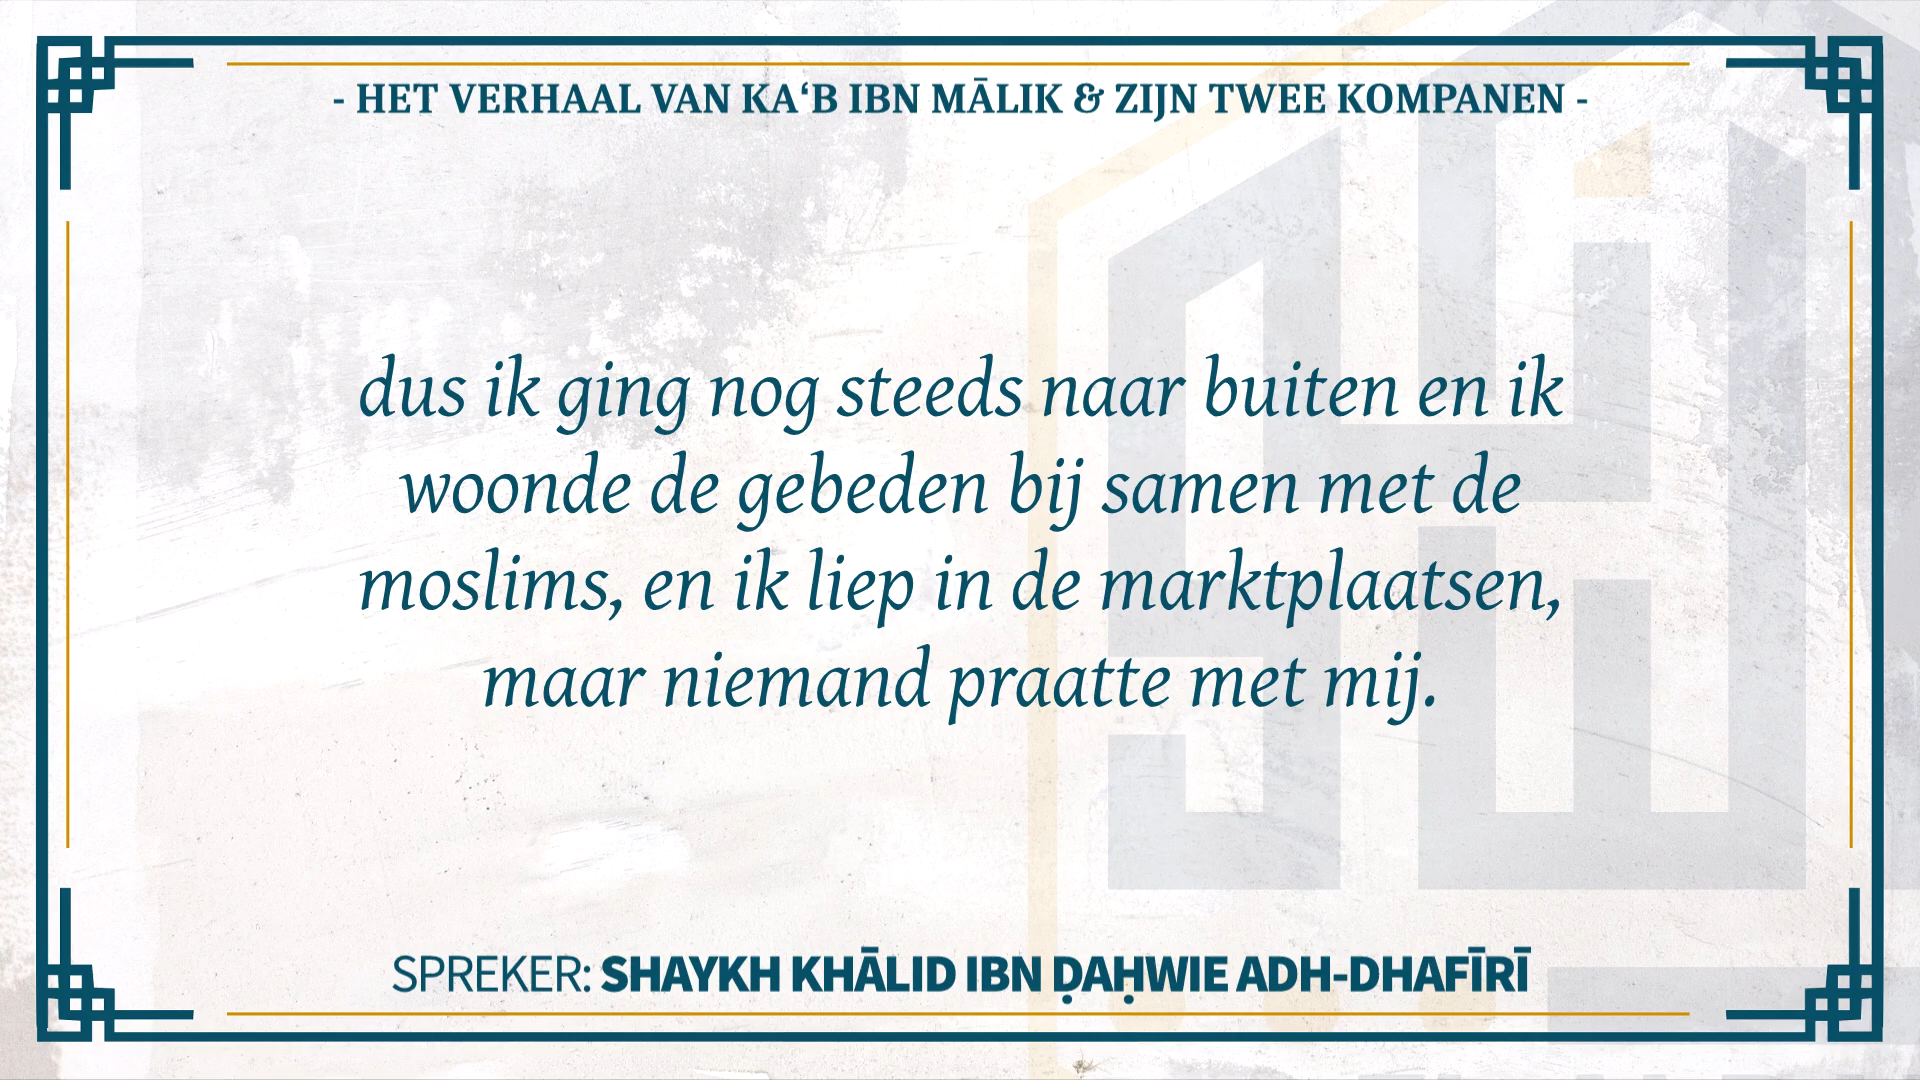 - HET VERHAAL VAN KAʻB IBN MĀLIK & ZIJN TWEE KOMPANEN -
dus ik ging nog steeds naar buiten en ik
woonde de gebeden bij samen met de
moslims, en ik liep in de marktplaatsen,
maar niemand praatte met mij.
SPREKER: SHAYKH KHĀLID IBN ḌAḤWIE ADH-DHAFĪRĪ